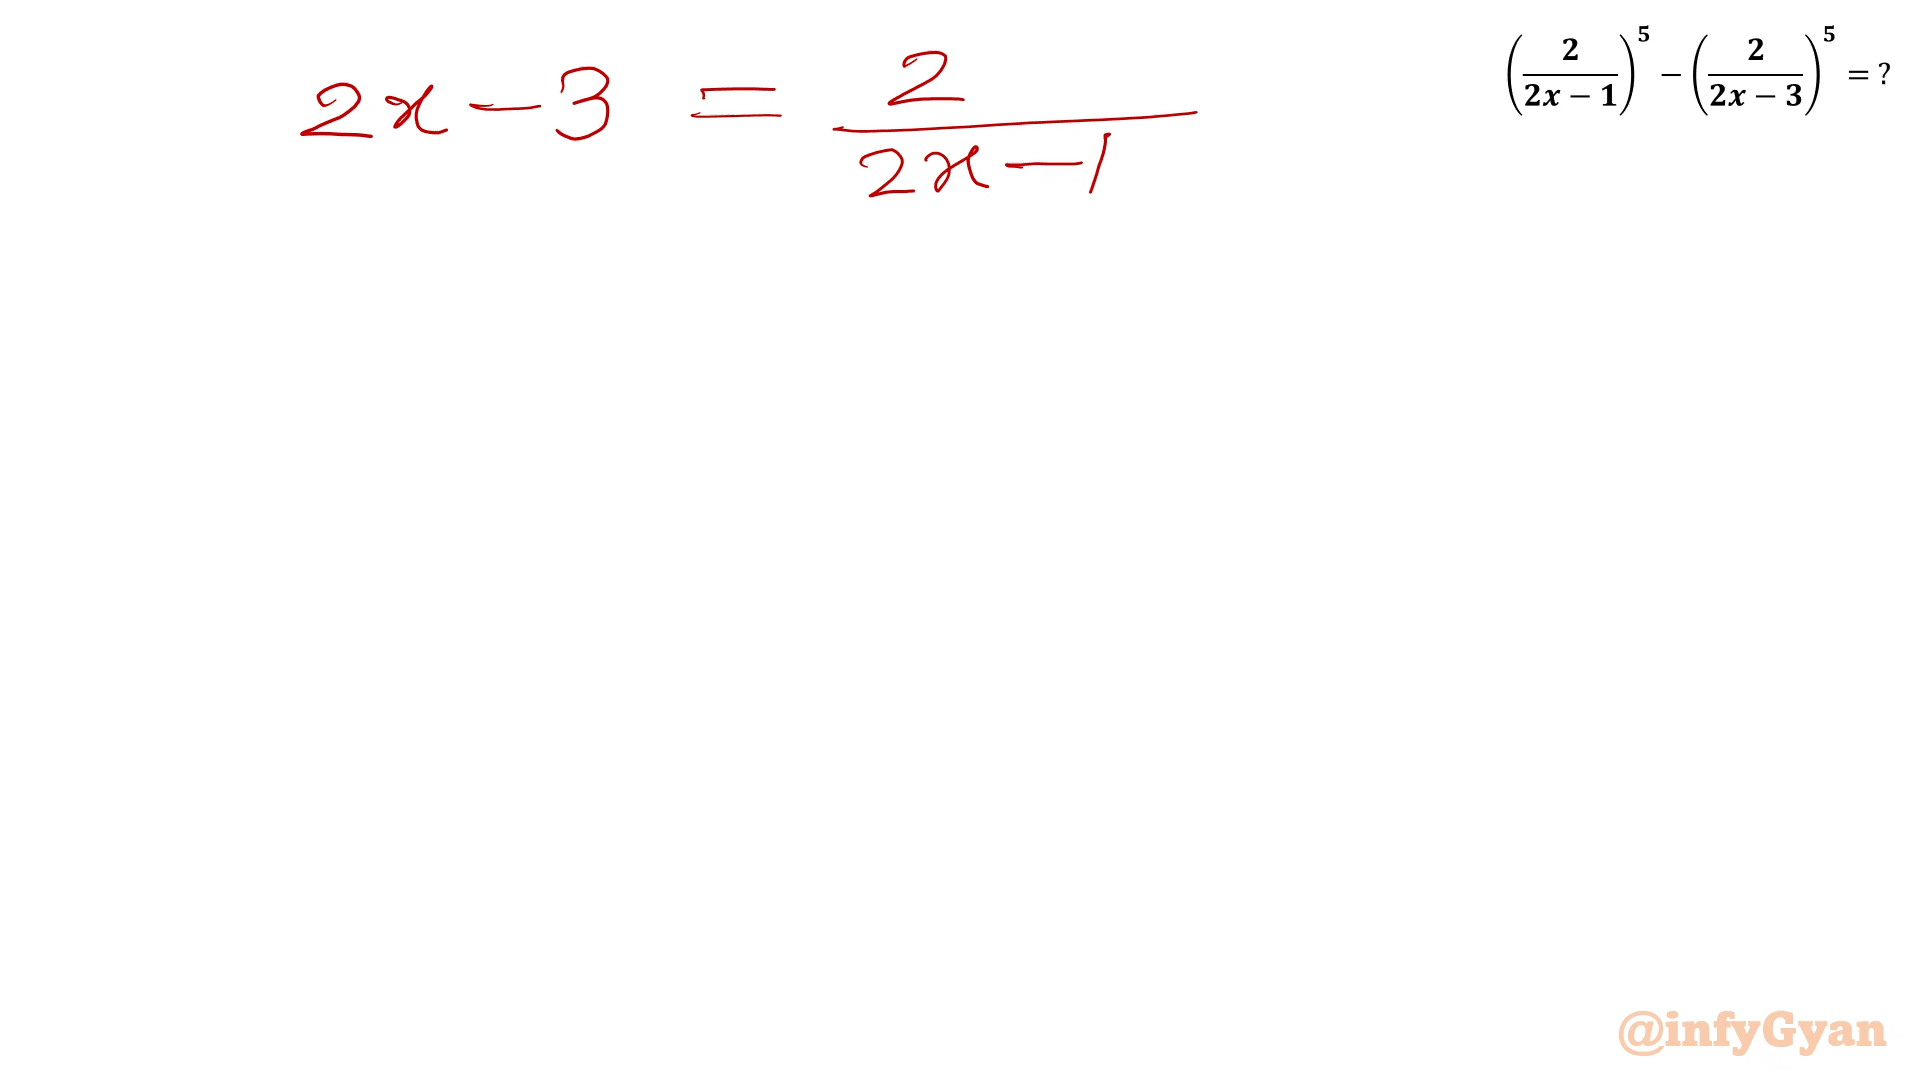 2x - 3 = 2/(2x - 1)
(2/(2x − 1))^5 − (2/(2x − 3))^5 = ?
@infyGyan